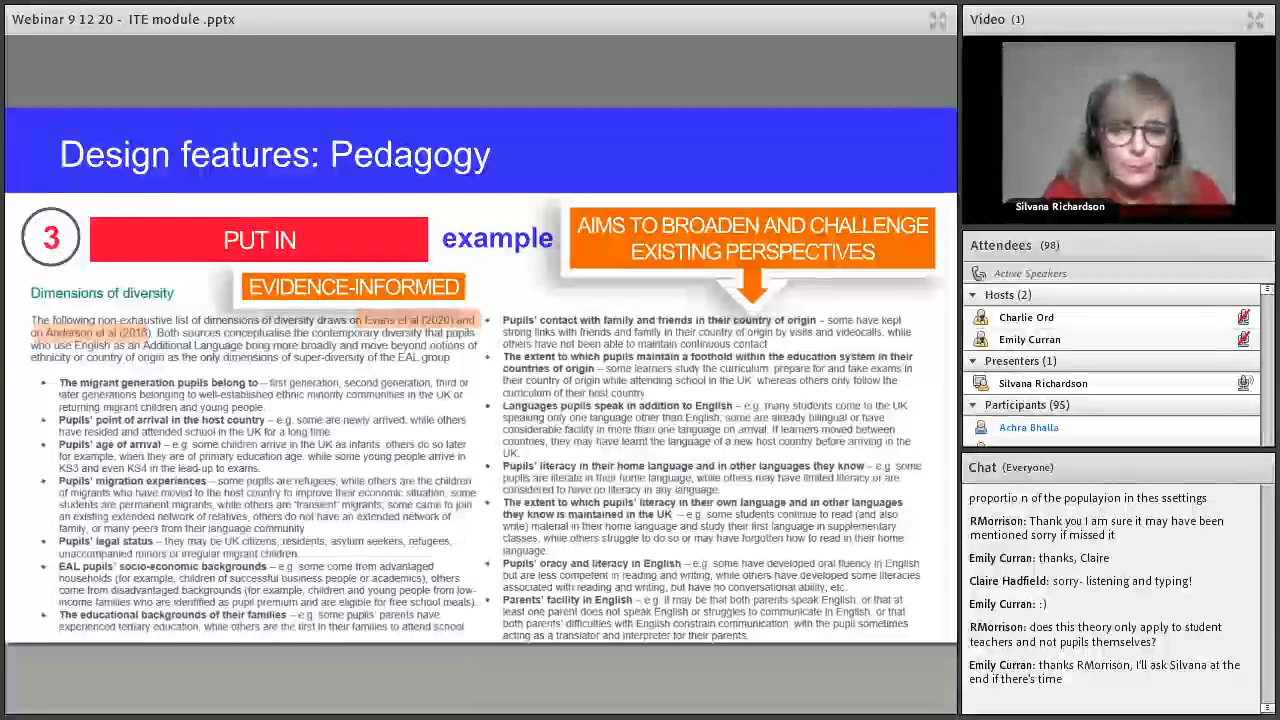 Webinar 9 12 20 - ITE module .pptx
Design features: Pedagogy
3
PUT IN
example
AIMS TO BROADEN AND CHALLENGE
EXISTING PERSPECTIVES
EVIDENCE-INFORMED
Dimensions of diversity
The following non-exhaustive list of dimensions of diversity draws on Evans et al (2020) and
on Anderson et al (2016). Both sources conceptualise the contemporary diversity that pupils
who use English as an Additional Language bring more broadly and move beyond notions of
ethnicity or country of origin as the only dimensions of super-diversity of the EAL group
• The migrant generation pupils belong to – first generation, second generation, third or
later generations belonging to well-established ethnic minority communities in the UK or
returning migrant children and young people.
• Pupils' point of arrival in the host country – e.g. some are newly arrived, while others
have resided and attended school in the UK for a long time.
• Pupils' age of arrival – e.g. some children arrive in the UK as infants, others do so later
for example, when they are of primary education age, while some young people arrive in
KS3 and even KS4 in the lead-up to exams.
• Pupils' migration experiences – some pupils are refugees, while others are the children
of migrants who have moved to the host country to improve their economic situation, some
students are permanent migrants, while others are 'transient' migrants, some came to join
an existing extended network of relatives, others do not have an extended network of
family, or many peers from their language community
• Pupils' legal status – they may be UK citizens, residents, asylum seekers, refugees,
unaccompanied minors or irregular migrant children.
• EAL pupils' socio-economic backgrounds – e.g. some come from advantaged
households (for example, children of successful business people or academics), others
come from disadvantaged backgrounds (for example, children and young people from low-
income families who are identified as pupil premium and are eligible for free school meals).
• The educational backgrounds of their families – e.g. some pupils' parents have
experienced tertiary education, while others are the first in their families to attend school
• Pupils' contact with family and friends in their country of origin – some have kept
strong links with friends and family in their country of origin by visits and videocalls, while
others have not been able to maintain continuous contact
• The extent to which pupils maintain a foothold within the education system in their
countries of origin – some learners study the curriculum, prepare for and take exams in
their country of origin while attending school in the UK, whereas others only follow the
curriculum of their host country.
• Languages pupils speak in addition to English – e.g. many students come to the UK
speaking only one language other than English, some are already bilingual or have
considerable facility in more than one language on arrival. If learners moved between
countries, they may have learnt the language of a new host country before arriving in the
UK.
• Pupils' literacy in their home language and in other languages they know – e.g. some
pupils are literate in their home language, while others may have limited literacy or are
considered to have no literacy in any language.
• The extent to which pupils' literacy in their own language and in other languages
they know is maintained in the UK – e.g. some students continue to read (and also
write) material in their home language and study their first language in supplementary
classes, while others struggle to do so or may have forgotten how to read in their home
language.
• Pupils' oracy and literacy in English – e.g. some have developed oral fluency in English
but are less competent in reading and writing, while others have developed some literacies
associated with reading and writing, but have no conversational ability, etc.
• Parents' facility in English – e.g. it may be that both parents speak English, or that at
least one parent does not speak English or struggles to communicate in English, or that
both parents' difficulties with English constrain communication, with the pupil sometimes
acting as a translator and interpreter for their parents.
Video (1)
Silvana Richardson
Attendees (98)
Active Speakers
Hosts (2)
Charlie Ord
Emily Curran
Presenters (1)
Silvana Richardson
Participants (95)
Achra Bhalla
Chat (Everyone)
proportio n of the populayion in thes ssettings
RMorrison: Thank you I am sure it may have been
mentioned sorry if missed it
Emily Curran: thanks, Claire
Claire Hadfield: sorry- listening and typing!
Emily Curran: :)
RMorrison: does this theory only apply to student
teachers and not pupils themselves?
Emily Curran: thanks RMorrison, I'll ask Silvana at the
end if there's time